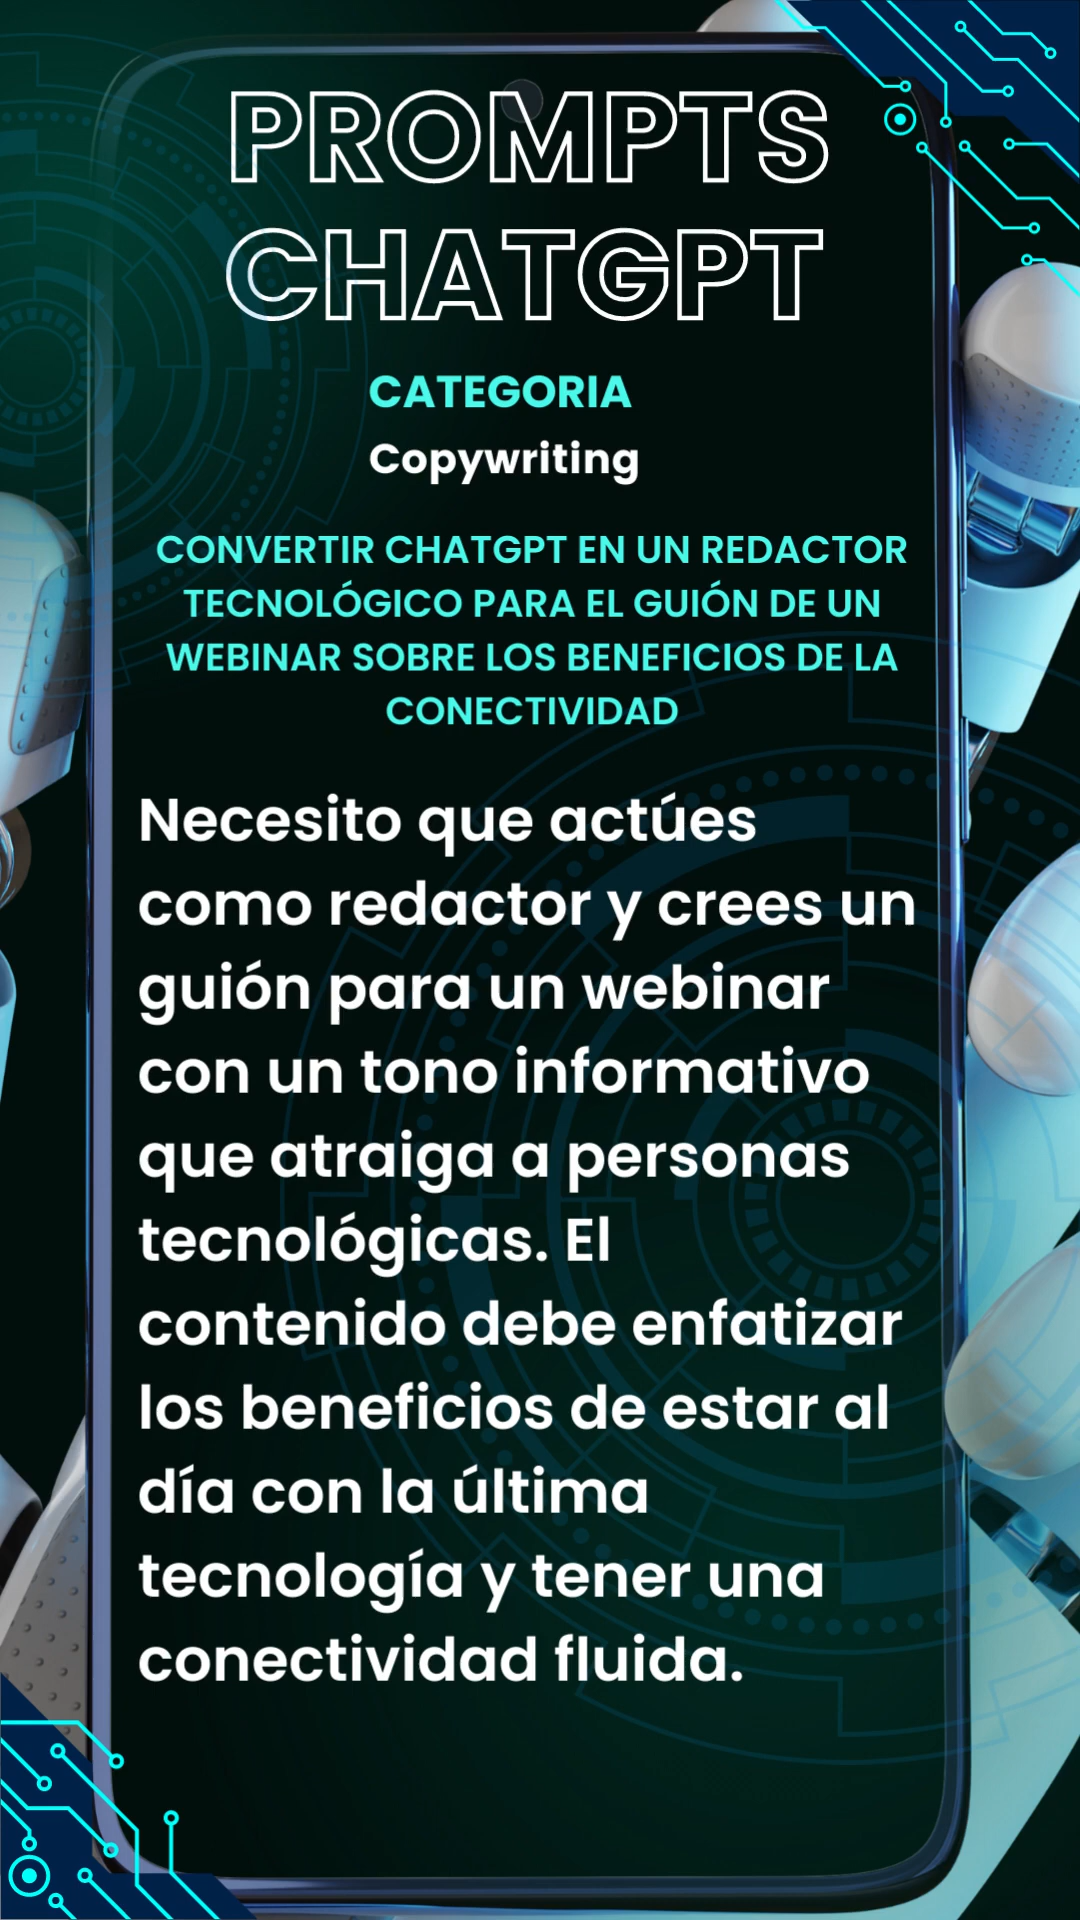 PROMPTS
CHATGPT
CATEGORIA
Copywriting
CONVERTIR CHATGPT EN UN REDACTOR
TECNOLÓGICO PARA EL GUIÓN DE UN
WEBINAR SOBRE LOS BENEFICIOS DE LA
CONECTIVIDAD
Necesito que actúes
como redactor y crees un
guión para un webinar
con un tono informativo
que atraiga a personas
tecnológicas. El
contenido debe enfatizar
los beneficios de estar al
día con la última
tecnología y tener una
conectividad fluida.